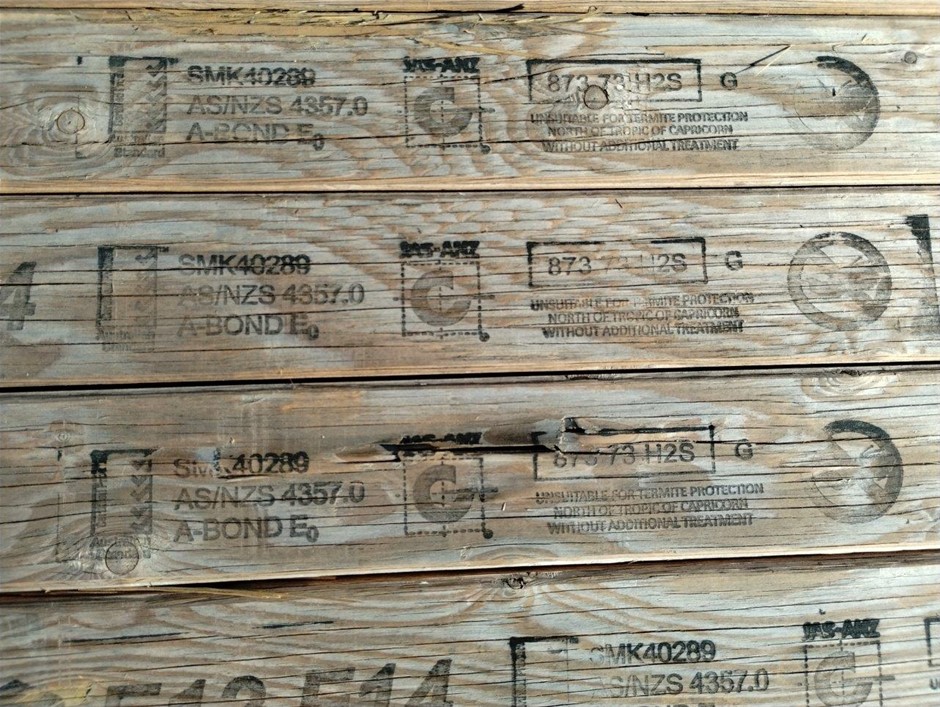 SMK40289
AS/NZS 4357.0
A-BOND E0
JAS-ANZ
C
873 73 H2S G
UNSUITABLE FOR TERMITE PROTECTION
NORTH OF TROPIC OF CAPRICORN
WITHOUT ADDITIONAL TREATMENT
4
SMK40289
AS/NZS 4357.0
A-BOND E0
JAS-ANZ
C
873 73 H2S G
UNSUITABLE FOR TERMITE PROTECTION
NORTH OF TROPIC OF CAPRICORN
WITHOUT ADDITIONAL TREATMENT
SMK40289
AS/NZS 4357.0
A-BOND E0
JAS-ANZ
C
873 73 H2S G
UNSUITABLE FOR TERMITE PROTECTION
NORTH OF TROPIC OF CAPRICORN
WITHOUT ADDITIONAL TREATMENT
F14
SMK40289
AS/NZS 4357.0
JAS-ANZ
C